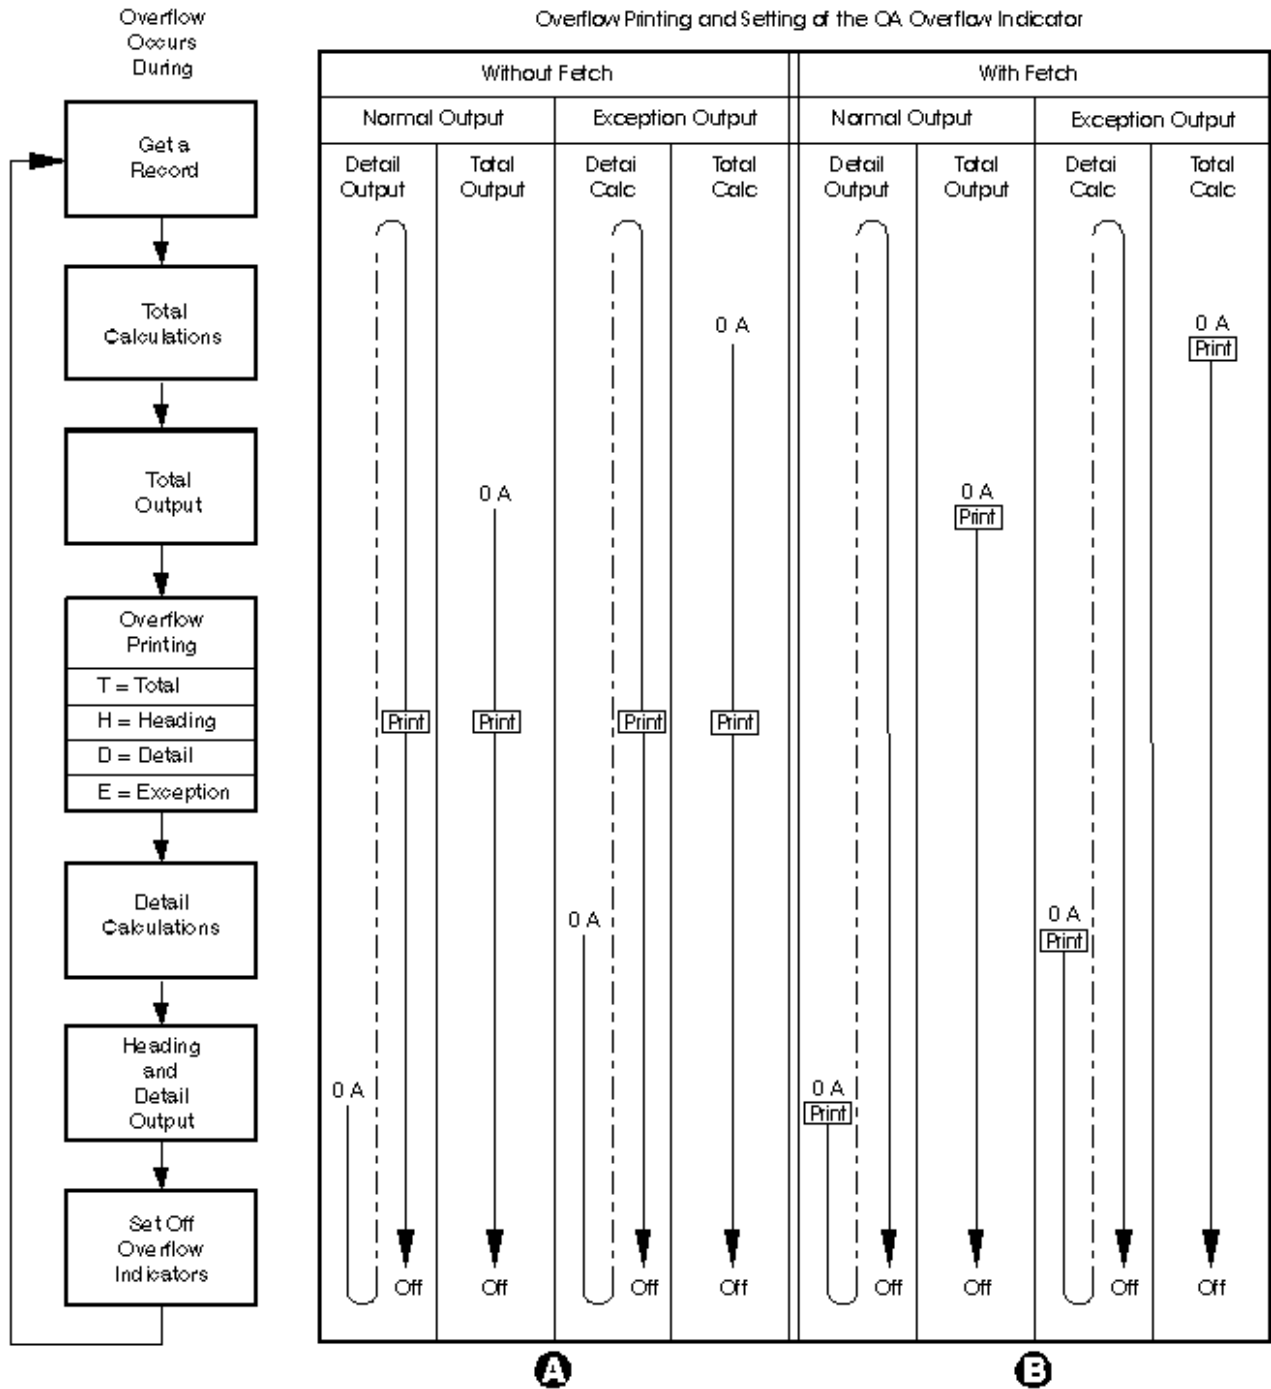 Overflow
Occurs
During
Overflow Printing and Setting of the OA Overflow Indicator
Get a
Record
Total
Calculations
Total
Output
Overflow
Printing
T = Total
H = Heading
D = Detail
E = Exception
Detail
Calculations
Heading
and
Detail
Output
Set Off
Overflow
Indicators
Without Fetch
With Fetch
Normal Output
Exception Output
Normal Output
Exception Output
Detail
Output
Total
Output
Detai
Calc
Total
Calc
Detail
Output
Total
Output
Detai
Calc
Total
Calc
0 A
0 A
Print
0 A
0 A
Print
Print
Print
Print
Print
0 A
0 A
Print
0 A
0 A
Print
Off
Off
Off
Off
Off
Off
Off
Off
A
B